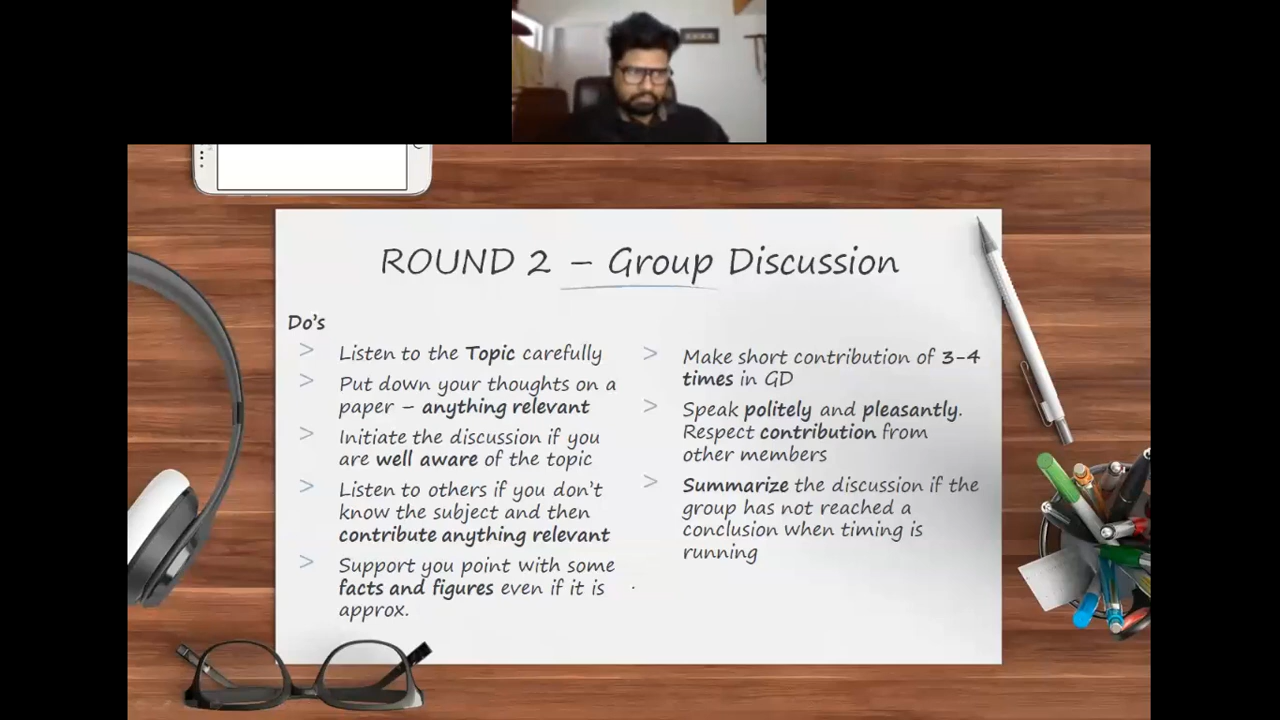 ROUND 2 – Group Discussion
Do's
> Listen to the Topic carefully
> Put down your thoughts on a
paper – anything relevant
> Initiate the discussion if you
are well aware of the topic
> Listen to others if you don't
know the subject and then
contribute anything relevant
> Support you point with some
facts and figures even if it is
approx.
> Make short contribution of 3-4
times in GD
> Speak politely and pleasantly.
Respect contribution from
other members
> Summarize the discussion if the
group has not reached a
conclusion when timing is
running